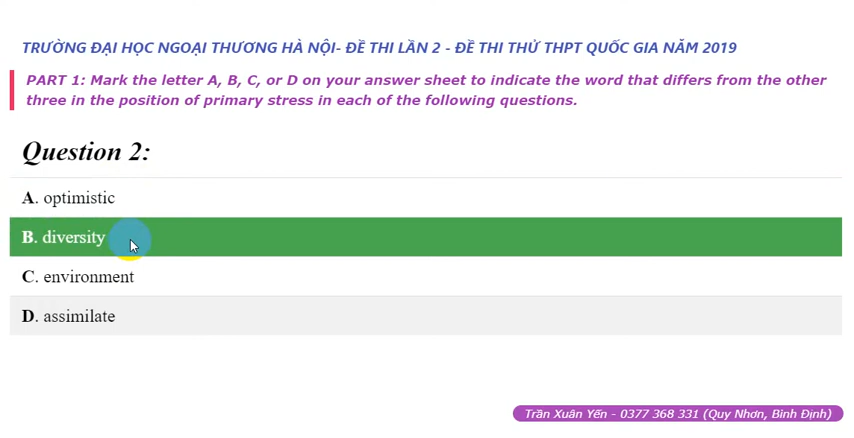 TRƯỜNG ĐẠI HỌC NGOẠI THƯƠNG HÀ NỘI- ĐỀ THI LẦN 2 - ĐỀ THI THỬ THPT QUỐC GIA NĂM 2019
PART 1: Mark the letter A, B, C, or D on your answer sheet to indicate the word that differs from the other
three in the position of primary stress in each of the following questions.
Question 2:
A. optimistic
B. diversity
C. environment
D. assimilate
Trần Xuân Yến - 0377 368 331 (Quy Nhơn, Bình Định)